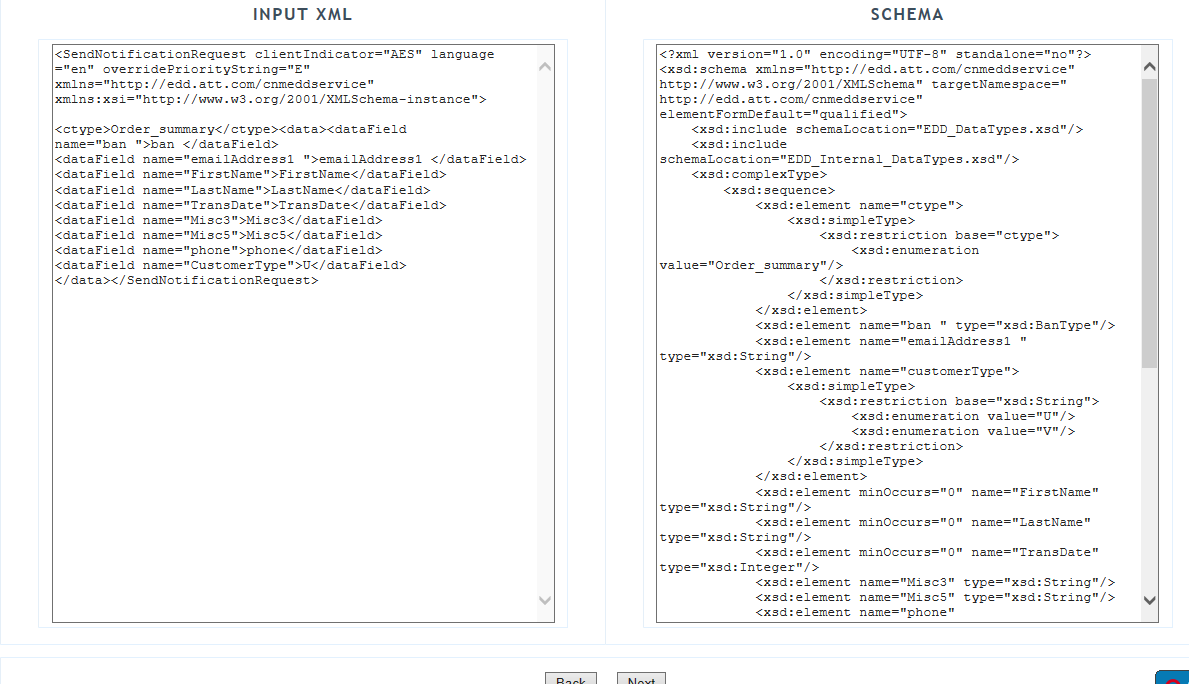 INPUT XML
<SendNotificationRequest clientIndicator="AES" language
="en" overridePriorityString="E"
xmlns="http://edd.att.com/cnmeddservice"
xmlns:xsi="http://www.w3.org/2001/XMLSchema-instance">
<ctype>Order_summary</ctype><data><dataField
name="ban ">ban </dataField>
<dataField name="emailAddress1 ">emailAddress1 </dataField>
<dataField name="FirstName">FirstName</dataField>
<dataField name="LastName">LastName</dataField>
<dataField name="TransDate">TransDate</dataField>
<dataField name="Misc3">Misc3</dataField>
<dataField name="Misc5">Misc5</dataField>
<dataField name="phone">phone</dataField>
<dataField name="CustomerType">U</dataField>
</data></SendNotificationRequest>
SCHEMA
<?xml version="1.0" encoding="UTF-8" standalone="no"?>
<xsd:schema xmlns="http://edd.att.com/cnmeddservice"
http://www.w3.org/2001/XMLSchema" targetNamespace="
http://edd.att.com/cnmeddservice"
elementFormDefault="qualified">
<xsd:include schemaLocation="EDD_DataTypes.xsd"/>
<xsd:include
schemaLocation="EDD_Internal_DataTypes.xsd"/>
<xsd:complexType>
<xsd:sequence>
<xsd:element name="ctype">
<xsd:simpleType>
<xsd:restriction base="ctype">
<xsd:enumeration
value="Order_summary"/>
</xsd:restriction>
</xsd:simpleType>
</xsd:element>
<xsd:element name="ban " type="xsd:BanType"/>
<xsd:element name="emailAddress1 "
type="xsd:String"/>
<xsd:element name="customerType">
<xsd:simpleType>
<xsd:restriction base="xsd:String">
<xsd:enumeration value="U"/>
<xsd:enumeration value="V"/>
</xsd:restriction>
</xsd:simpleType>
</xsd:element>
<xsd:element minOccurs="0" name="FirstName"
type="xsd:String"/>
<xsd:element minOccurs="0" name="LastName"
type="xsd:String"/>
<xsd:element minOccurs="0" name="TransDate"
type="xsd:Integer"/>
<xsd:element name="Misc3" type="xsd:String"/>
<xsd:element name="Misc5" type="xsd:String"/>
<xsd:element name="phone"
Back
Next